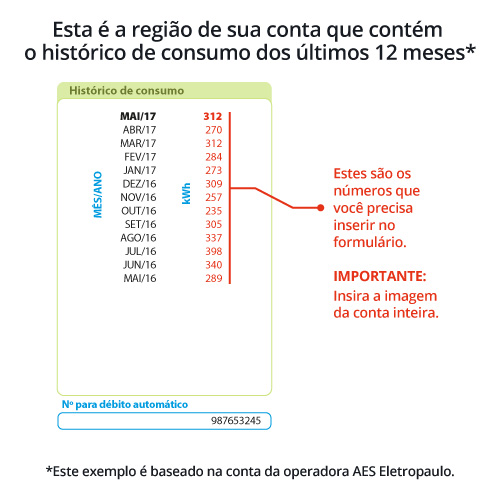 Esta é a região de sua conta que contém
o histórico de consumo dos últimos 12 meses*
Histórico de consumo
MÊS/ANO
kWh
MAI/17 312
ABR/17 270
MAR/17 312
FEV/17 284
JAN/17 273
DEZ/16 309
NOV/16 257
OUT/16 235
SET/16 305
AGO/16 337
JUL/16 398
JUN/16 340
MAI/16 289
Estes são os
números que
você precisa
inserir no
formulário.
IMPORTANTE:
Insira a imagem
da conta inteira.
Nº para débito automático
987653245
*Este exemplo é baseado na conta da operadora AES Eletropaulo.